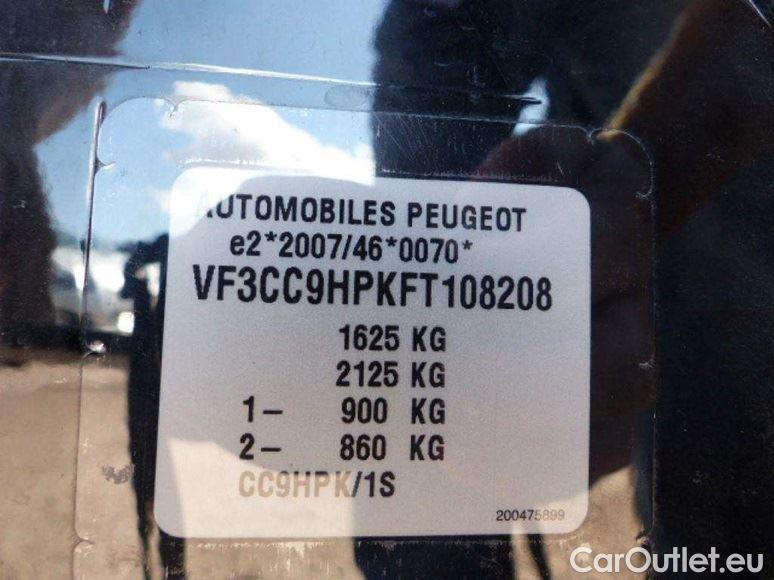 AUTOMOBILES PEUGEOT
e2*2007/46*0070*
VF3CC9HPKFT108208
1625 KG
2125 KG
1- 900 KG
2- 860 KG
CC9HPK/1S
200475899
CarOutlet.eu